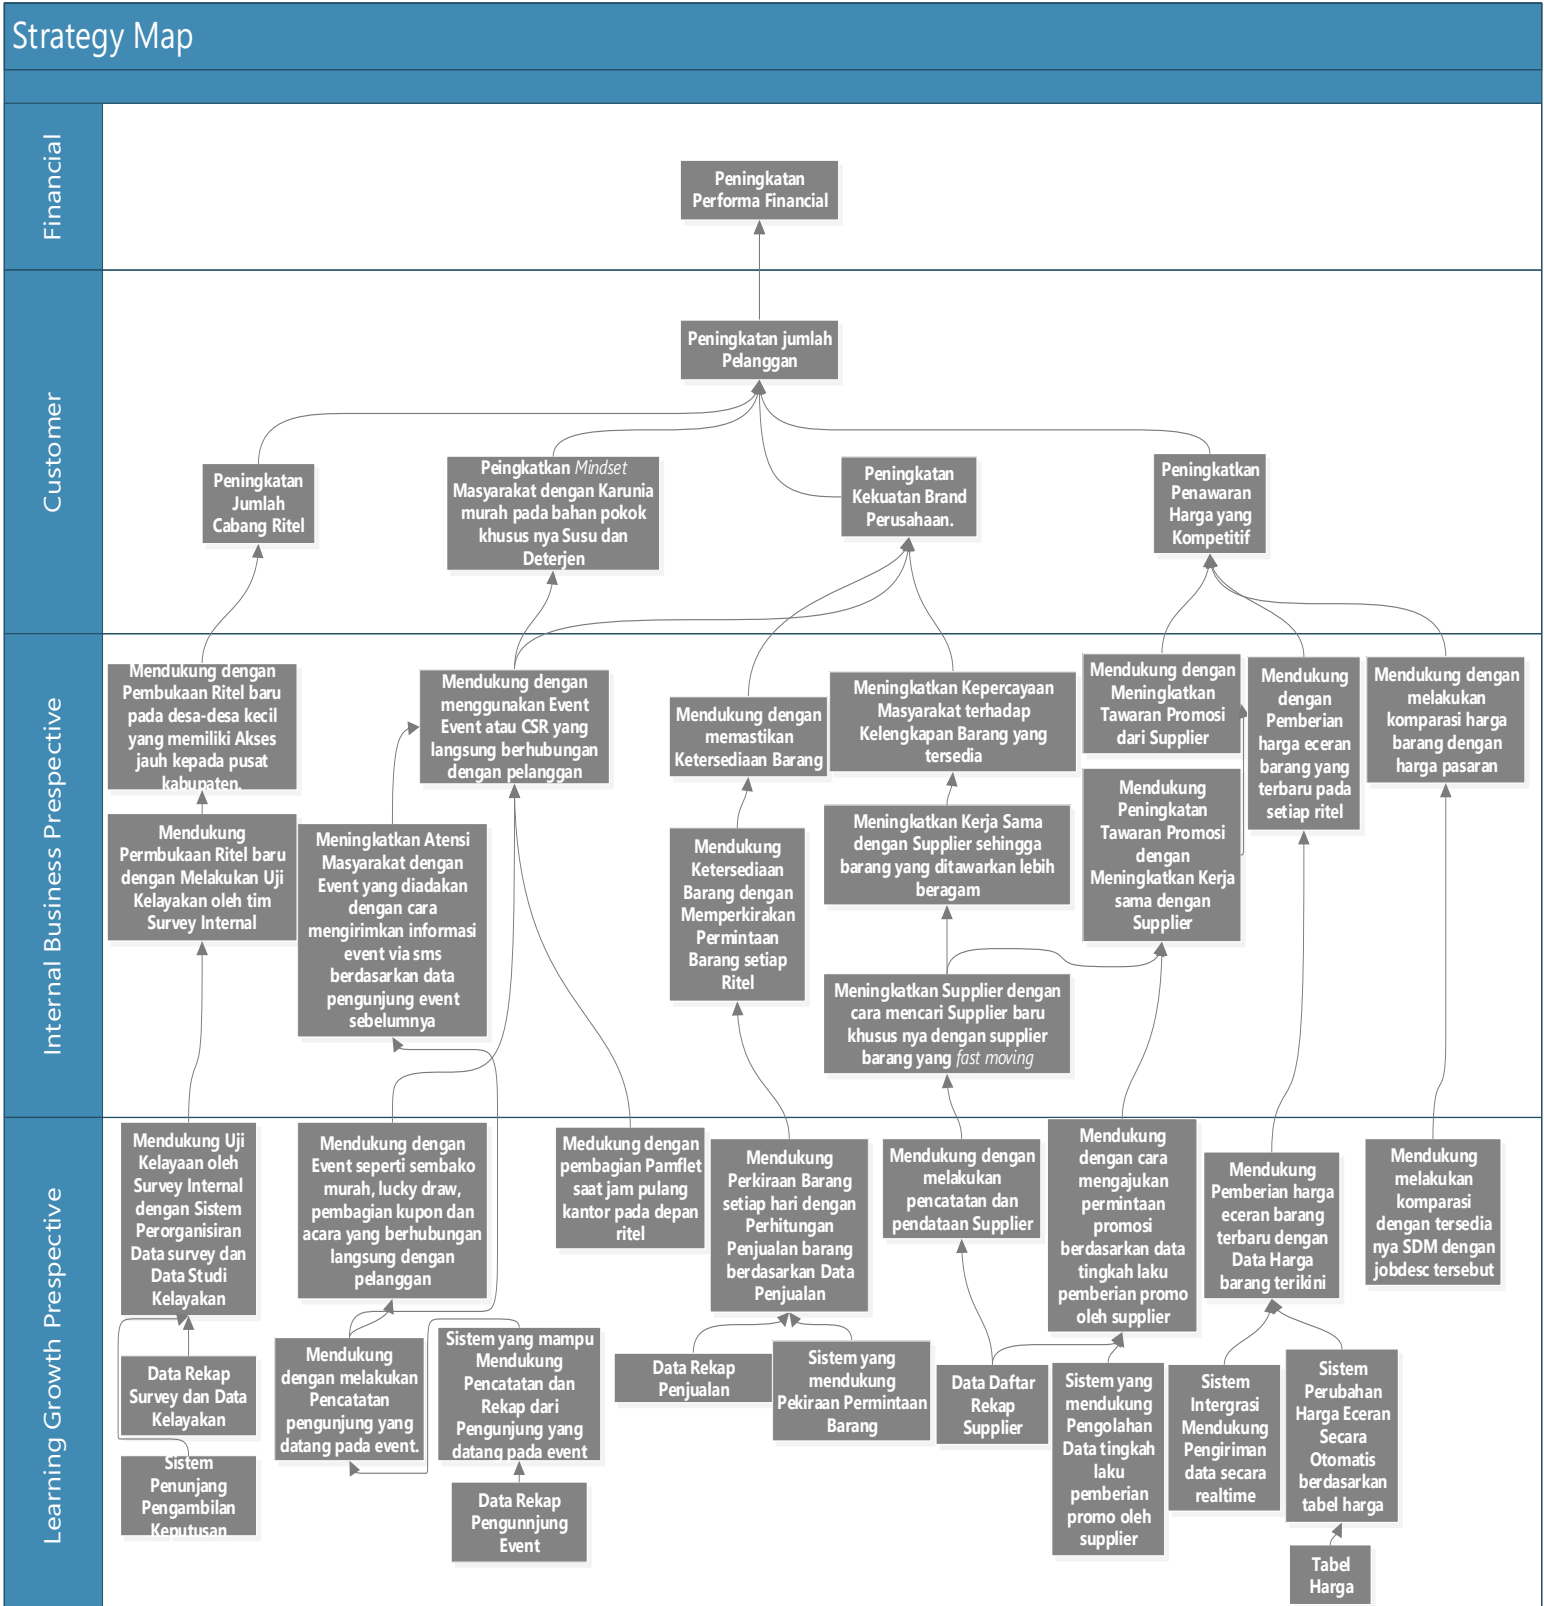 Strategy Map
Financial
Peningkatan
Performa Financial
Customer
Peningkatan jumlah
Pelanggan
Peningkatan
Jumlah
Cabang Ritel
Peingkatkan Mindset
Masyarakat dengan Karunia
murah pada bahan pokok
khusus nya Susu dan
Deterjen
Peningkatan
Kekuatan Brand
Perusahaan.
Peningkatkan
Penawaran
Harga yang
Kompetitif
Internal Business Prespective
Mendukung dengan
Pembukaan Ritel baru
pada desa-desa kecil
yang memiliki Akses
jauh kepada pusat
kabupaten.
Mendukung dengan
menggunakan Event
Event atau CSR yang
langsung berhubungan
dengan pelanggan
Mendukung dengan
memastikan
Ketersediaan Barang
Meningkatkan Kepercayaan
Masyarakat terhadap
Kelengkapan Barang yang
tersedia
Mendukung dengan
Meningkatkan
Tawaran Promosi
dari Supplier
Mendukung
dengan
Pemberian
harga eceran
barang yang
terbaru pada
setiap ritel
Mendukung dengan
melakukan
komparasi harga
barang dengan
harga pasaran
Mendukung
Permbukaan Ritel baru
dengan Melakukan Uji
Kelayakan oleh tim
Survey Internal
Meningkatkan Atensi
Masyarakat dengan
Event yang diadakan
dengan cara
mengirimkan informasi
event via sms
berdasarkan data
pengunjung event
sebelumnya
Mendukung
Ketersediaan
Barang dengan
Memperkirakan
Permintaan
Barang setiap
Ritel
Meningkatkan Kerja Sama
dengan Supplier sehingga
barang yang ditawarkan lebih
beragam
Mendukung
Peningkatan
Tawaran Promosi
dengan
Meningkatkan Kerja
sama dengan
Supplier
Meningkatkan Supplier dengan
cara mencari Supplier baru
khusus nya dengan supplier
barang yang fast moving
Learning Growth Prespective
Mendukung Uji
Kelayaan oleh
Survey Internal
dengan Sistem
Perorganisiran
Data survey dan
Data Studi
Kelayakan
Mendukung dengan
Event seperti sembako
murah, lucky draw,
pembagian kupon dan
acara yang berhubungan
langsung dengan
pelanggan
Medukung dengan
pembagian Pamflet
saat jam pulang
kantor pada depan
ritel
Mendukung
Perkiraan Barang
setiap hari dengan
Perhitungan
Penjualan barang
berdasarkan Data
Penjualan
Mendukung dengan
melakukan
pencatatan dan
pendataan Supplier
Mendukung
dengan cara
mengajukan
permintaan
promosi
berdasarkan data
tingkah laku
pemberian promo
oleh supplier
Mendukung
Pemberian harga
eceran barang
terbaru dengan
Data Harga
barang terikini
Mendukung
melakukan
komparasi
dengan tersedia
nya SDM dengan
jobdesc tersebut
Data Rekap
Survey dan Data
Kelayakan
Mendukung
dengan melakukan
Pencatatan
pengunjung yang
datang pada event.
Sistem yang mampu
Mendukung
Pencatatan dan
Rekap dari
Pengunjung yang
datang pada event
Data Rekap
Penjualan
Sistem yang
mendukung
Pekiraan Permintaan
Barang
Data Daftar
Rekap
Supplier
Sistem yang
mendukung
Pengolahan
Data tingkah
laku
pemberian
promo oleh
supplier
Sistem
Intergrasi
Mendukung
Pengiriman
data secara
realtime
Sistem
Perubahan
Harga Eceran
Secara
Otomatis
berdasarkan
tabel harga
Sistem
Penunjang
Pengambilan
Keputusan
Data Rekap
Pengunnjung
Event
Tabel
Harga